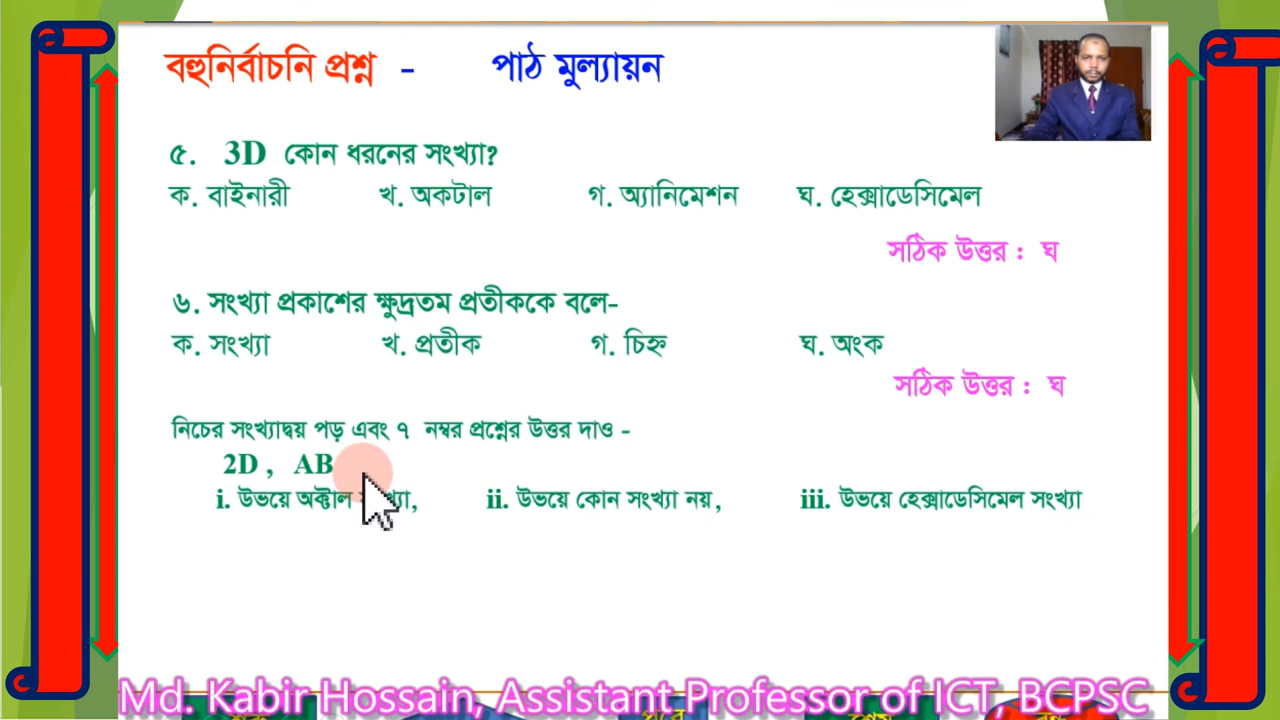 বহুনির্বাচনি প্রশ্ন - পাঠ মুল্যায়ন
৫. 3D কোন ধরনের সংখ্যা?
ক. বাইনারী খ. অকটাল গ. অ্যানিমেশন ঘ. হেক্সাডেসিমেল
সঠিক উত্তর : ঘ
৬. সংখ্যা প্রকাশের ক্ষুদ্রতম প্রতীককে বলে-
ক. সংখ্যা খ. প্রতীক গ. চিহ্ন ঘ. অংক
সঠিক উত্তর : ঘ
নিচের সংখ্যাদ্বয় পড় এবং ৭ নম্বর প্রশ্নের উত্তর দাও -
2D , AB
i. উভয়ে অক্টাল সংখ্যা, ii. উভয়ে কোন সংখ্যা নয়, iii. উভয়ে হেক্সাডেসিমেল সংখ্যা
Md. Kabir Hossain, Assistant Professor of ICT, BCPSC